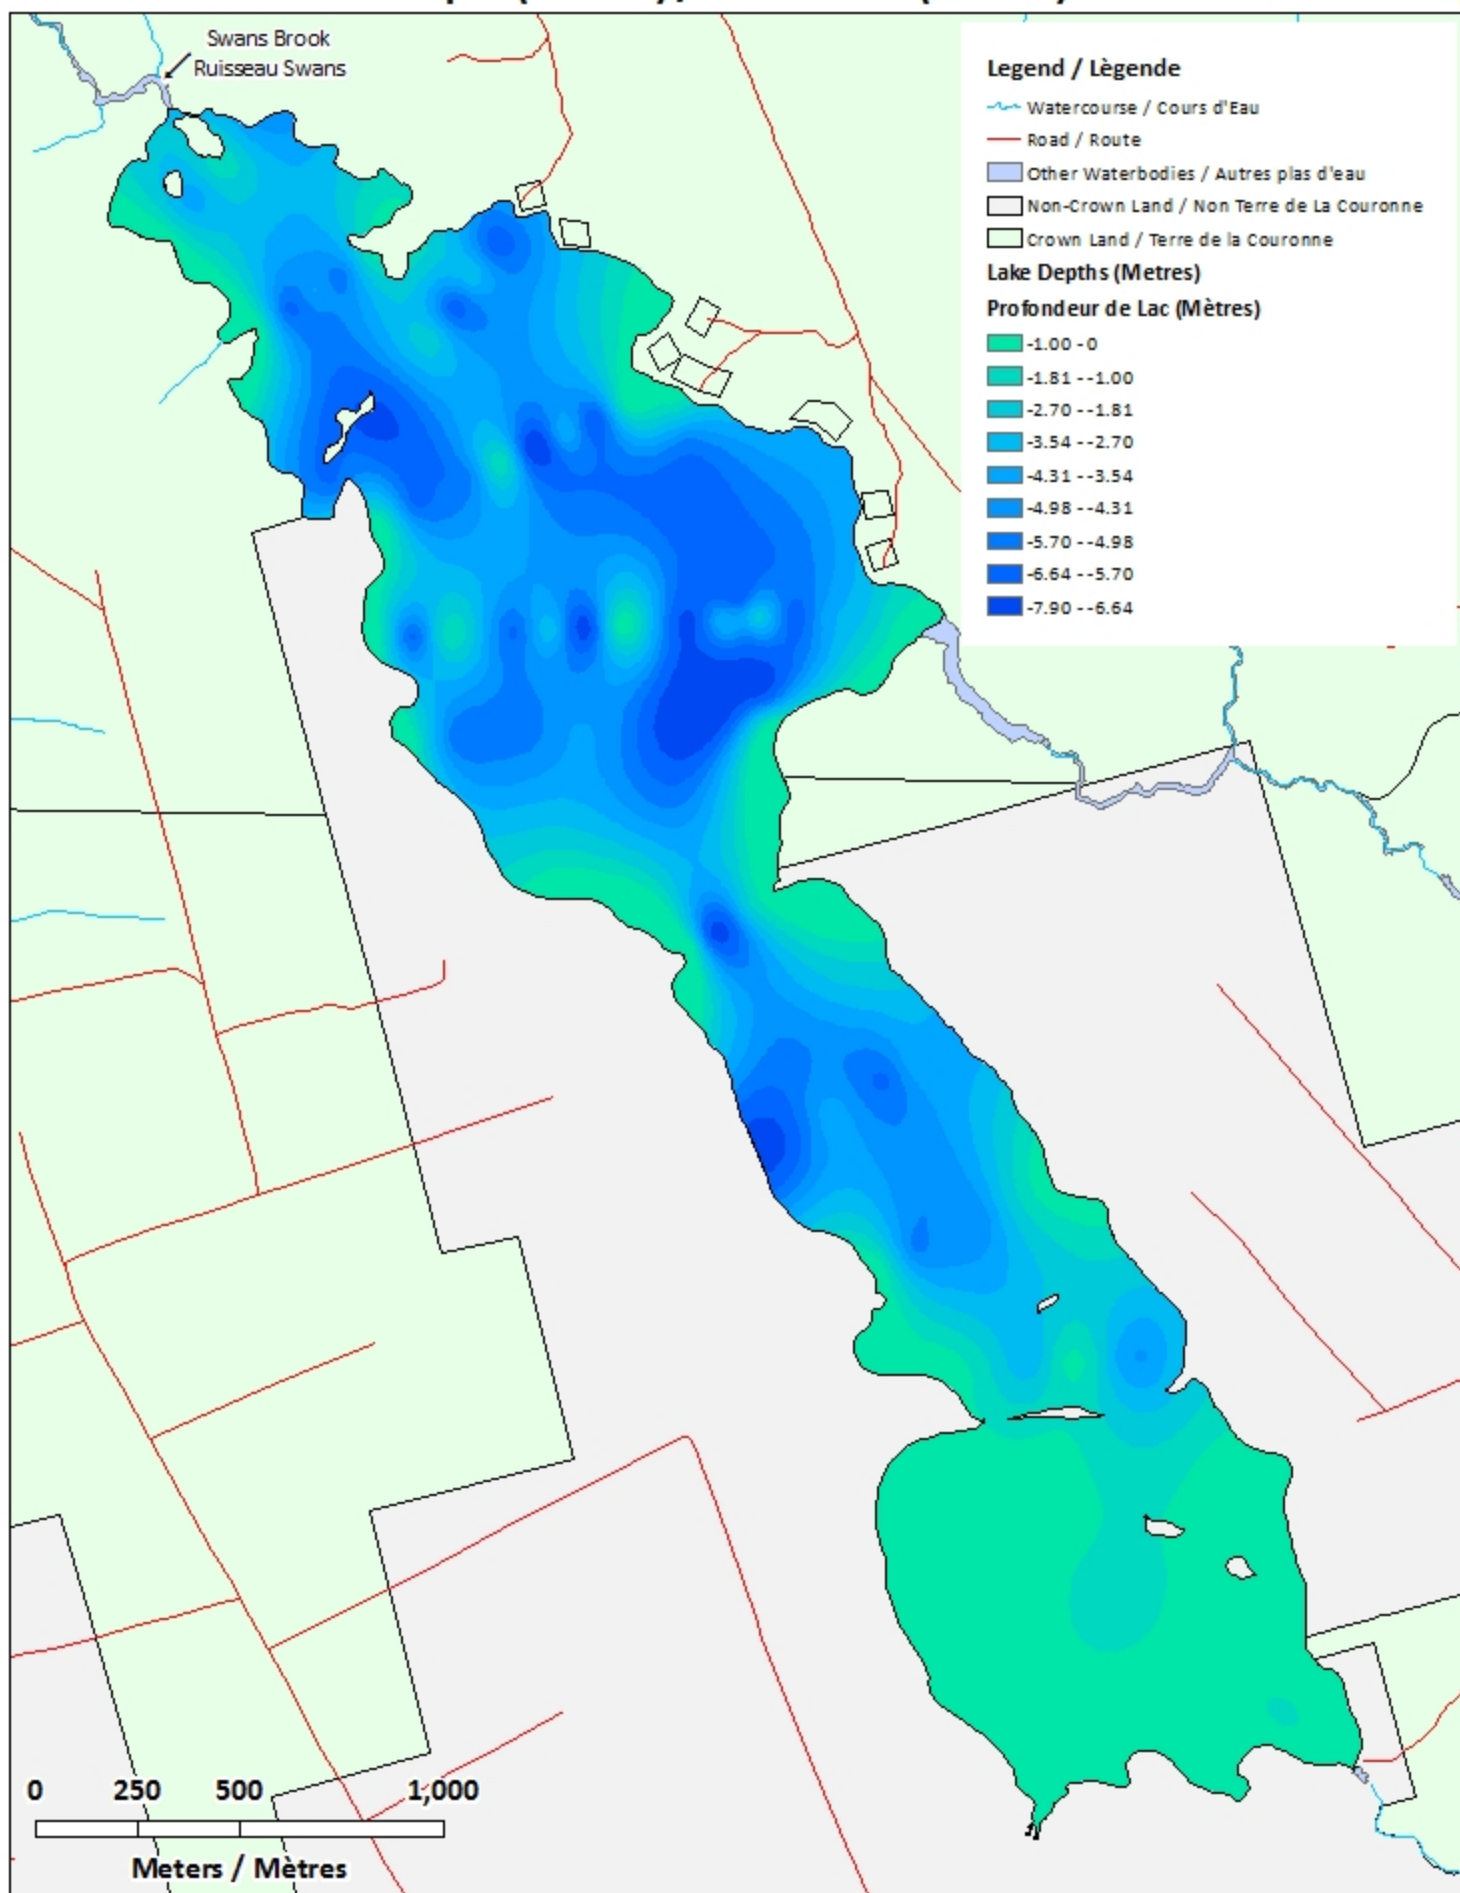 Swans Brook
Ruisseau Swans
Legend / Lègende
Watercourse / Cours d'Eau
Road / Route
Other Waterbodies / Autres plas d'eau
Non-Crown Land / Non Terre de La Couronne
Crown Land / Terre de la Couronne
Lake Depths (Metres)
Profondeur de Lac (Mètres)
-1.00 - 0
-1.81 - -1.00
-2.70 - -1.81
-3.54 - -2.70
-4.31 - -3.54
-4.98 - -4.31
-5.70 - -4.98
-6.64 - -5.70
-7.90 - -6.64
0 250 500 1,000
Meters / Mètres